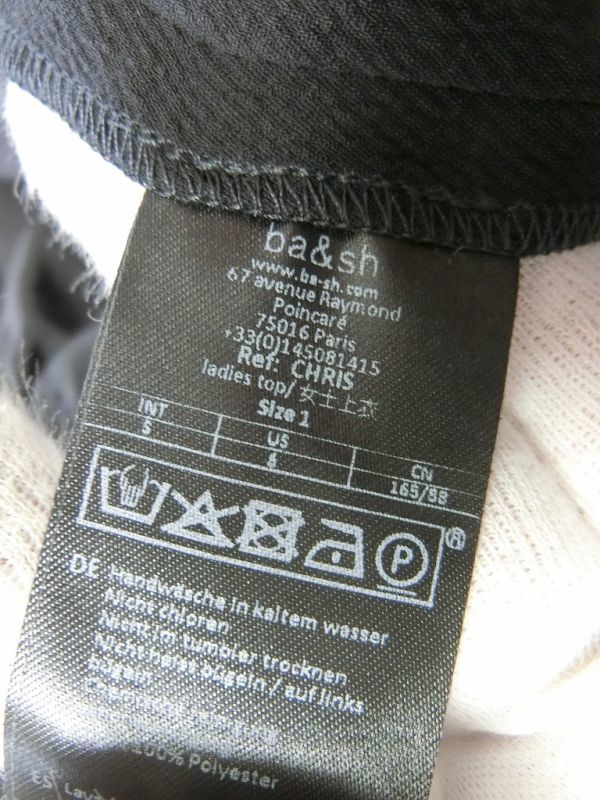 ba&sh
www.ba-sh.com
67 avenue Raymond
Poincaré
75016 Paris
+33(0)145081415
Ref: CHRIS
ladies top/ 女士上衣
Size 1
INT US CN
S 6 165/88
P ®
DE Handwäsche in kaltem wasser
Nicht chloren
Nicht im tumbler trocknen
Nicht heiss bügeln / auf links
bügeln
100% Polyester
ES